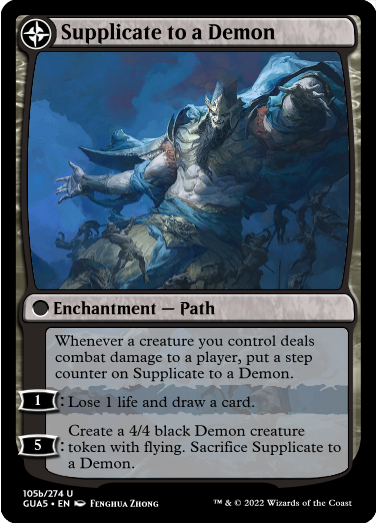 Supplicate to a Demon
Enchantment — Path
Whenever a creature you control deals
combat damage to a player, put a step
counter on Supplicate to a Demon.
1 : Lose 1 life and draw a card.
Create a 4/4 black Demon creature
5 : token with flying. Sacrifice Supplicate to
a Demon.
105b/274 U
GUA5 • EN Fenghua Zhong
™ & © 2022 Wizards of the Coast